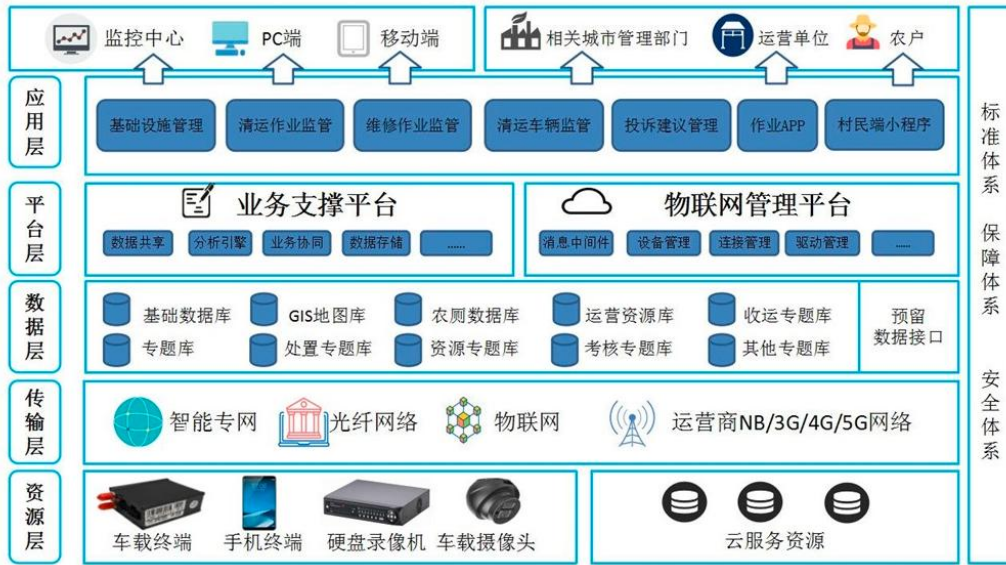 监控中心
PC端
移动端
相关城市管理部门
运营单位
农户
应用层
基础设施管理
清运作业监管
维修作业监管
清运车辆监管
投诉建议管理
作业APP
村民端小程序
平台层
业务支撑平台
数据共享
分析引擎
业务协同
数据存储
......
物联网管理平台
消息中间件
设备管理
连接管理
驱动管理
......
数据层
基础数据库
GIS地图库
农厕数据库
运营资源库
收运专题库
专题库
处置专题库
资源专题库
考核专题库
其他专题库
预留
数据接口
传输层
智能专网
光纤网络
物联网
运营商NB/3G/4G/5G网络
资源层
车载终端
手机终端
硬盘录像机
车载摄像头
云服务资源
标准体系
保障体系
安全体系